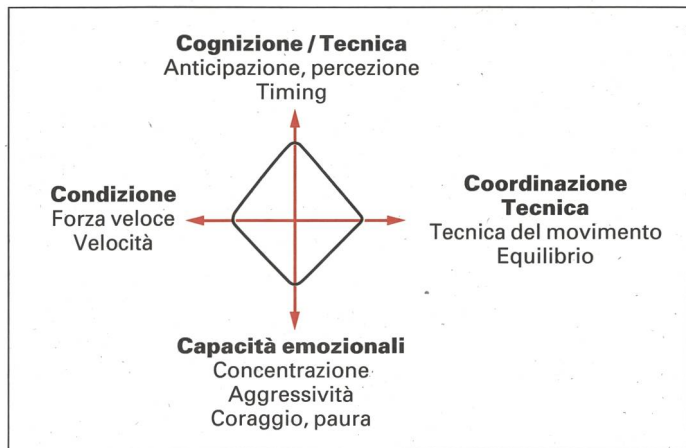 Cognizione / Tecnica
Anticipazione, percezione
Timing
Condizione
Forza veloce
Velocità
Coordinazione
Tecnica
Tecnica del movimento
Equilibrio
Capacità emozionali
Concentrazione
Aggressività
Coraggio, paura